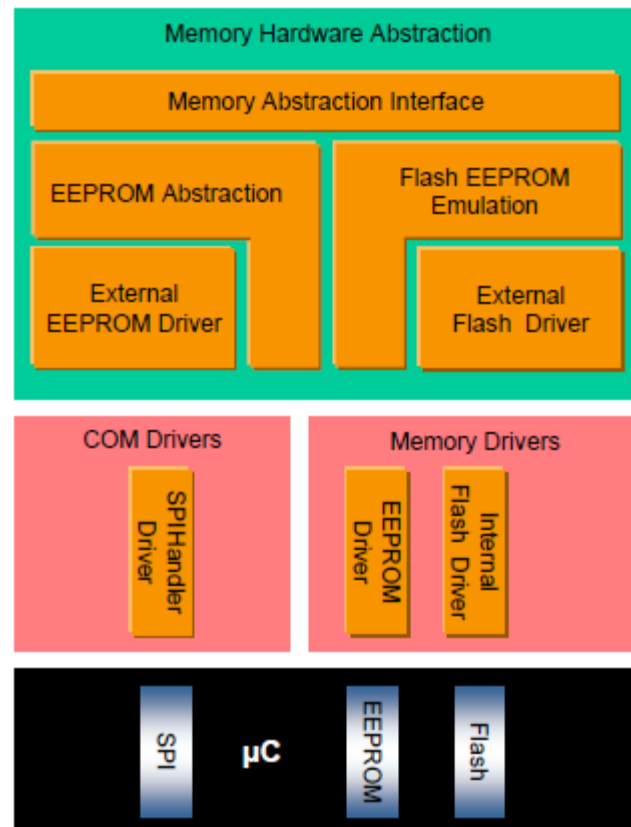 Memory Hardware Abstraction
Memory Abstraction Interface
EEPROM Abstraction
Flash EEPROM
Emulation
External
EEPROM Driver
External
Flash Driver
COM Drivers
SPIHandler
Driver
Memory Drivers
EEPROM
Driver
Internal
Flash Driver
SPI
µC
EEPROM
Flash